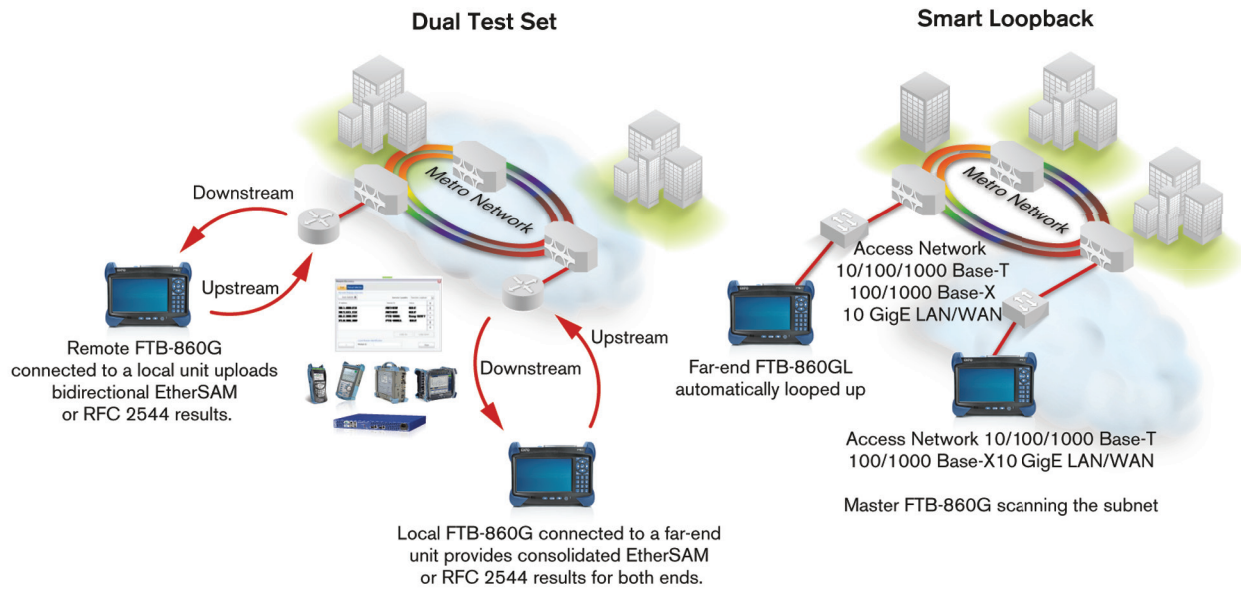 Dual Test Set
Smart Loopback
Metro Network
Downstream
Upstream
Remote FTB-860G
connected to a local unit uploads
bidirectional EtherSAM
or RFC 2544 results.
Upstream
Downstream
Local FTB-860G connected to a far-end
unit provides consolidated EtherSAM
or RFC 2544 results for both ends.
Metro Network
Access Network
10/100/1000 Base-T
100/1000 Base-X
10 GigE LAN/WAN
Far-end FTB-860GL
automatically looped up
Access Network 10/100/1000 Base-T
100/1000 Base-X10 GigE LAN/WAN
Master FTB-860G scanning the subnet